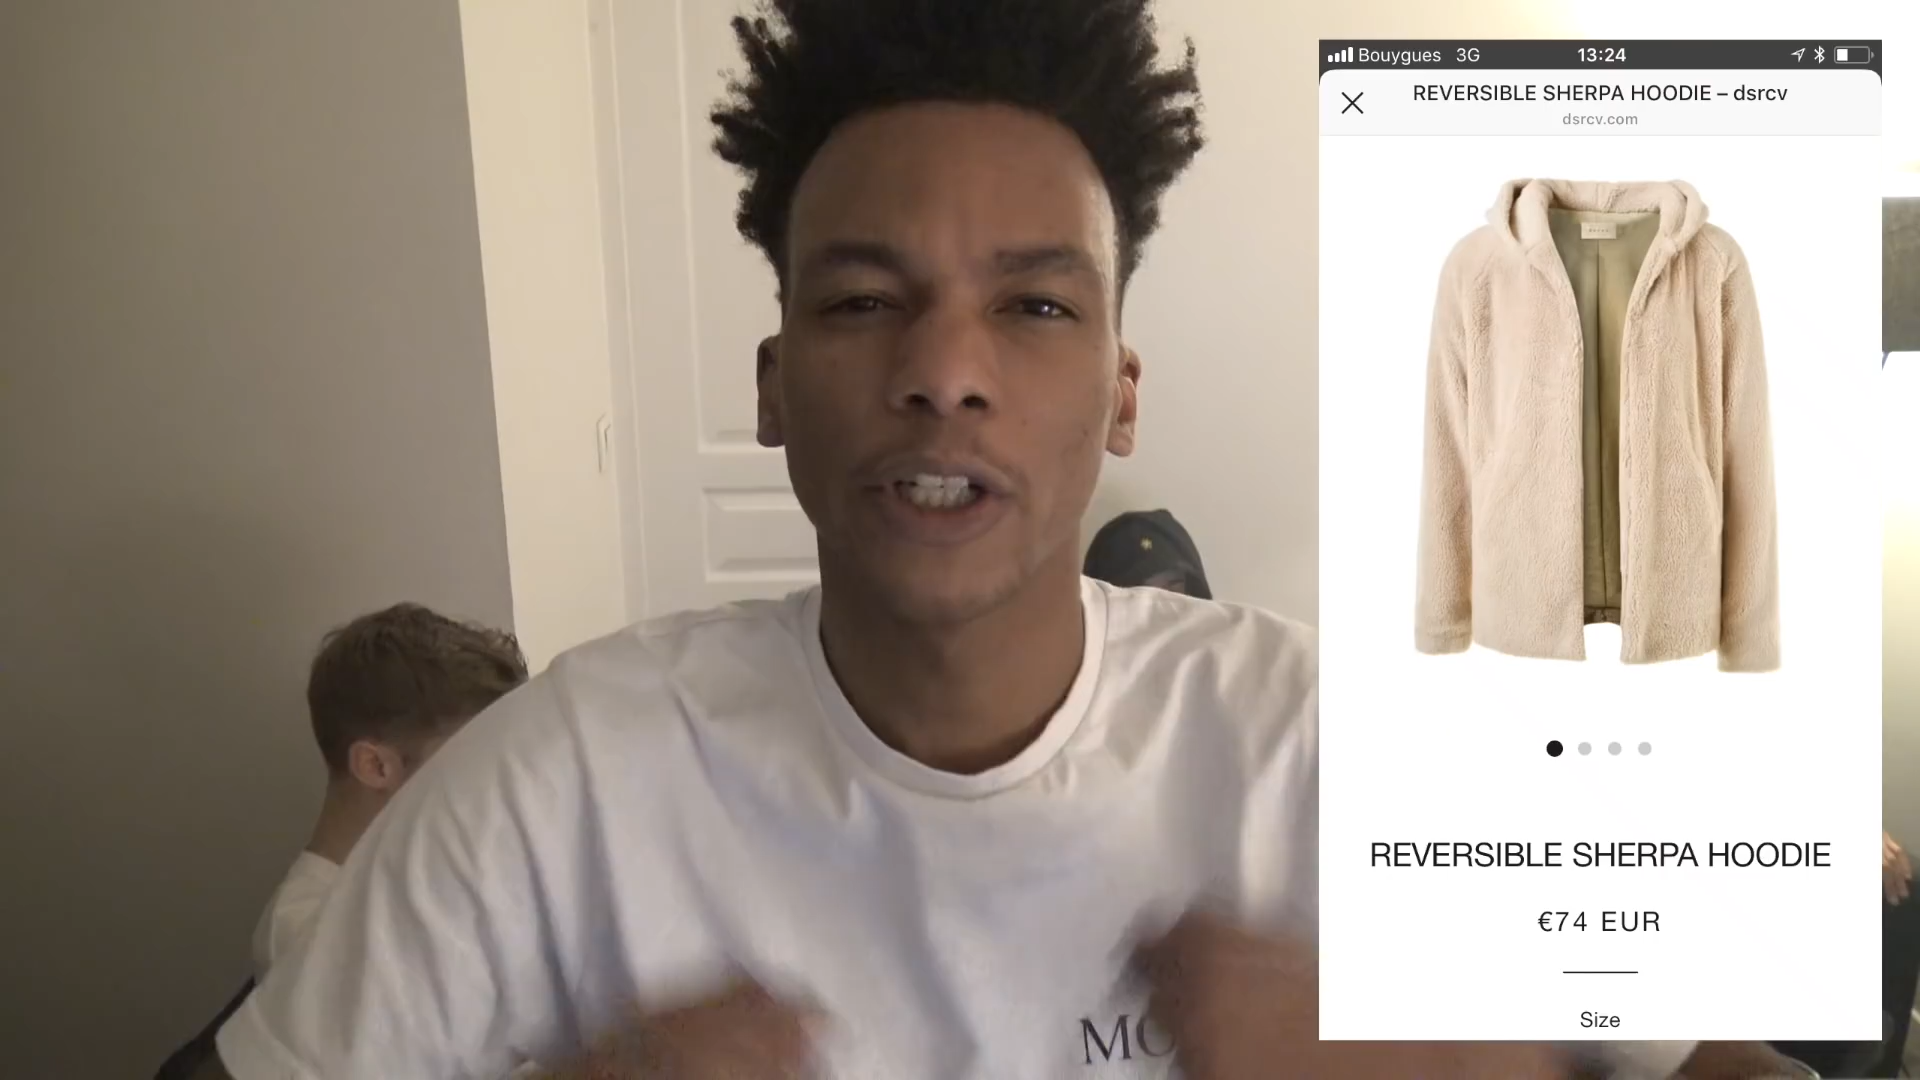 Bouygues 3G 13:24
REVERSIBLE SHERPA HOODIE – dsrcv
dsrcv.com
REVERSIBLE SHERPA HOODIE
€74 EUR
Size
MO